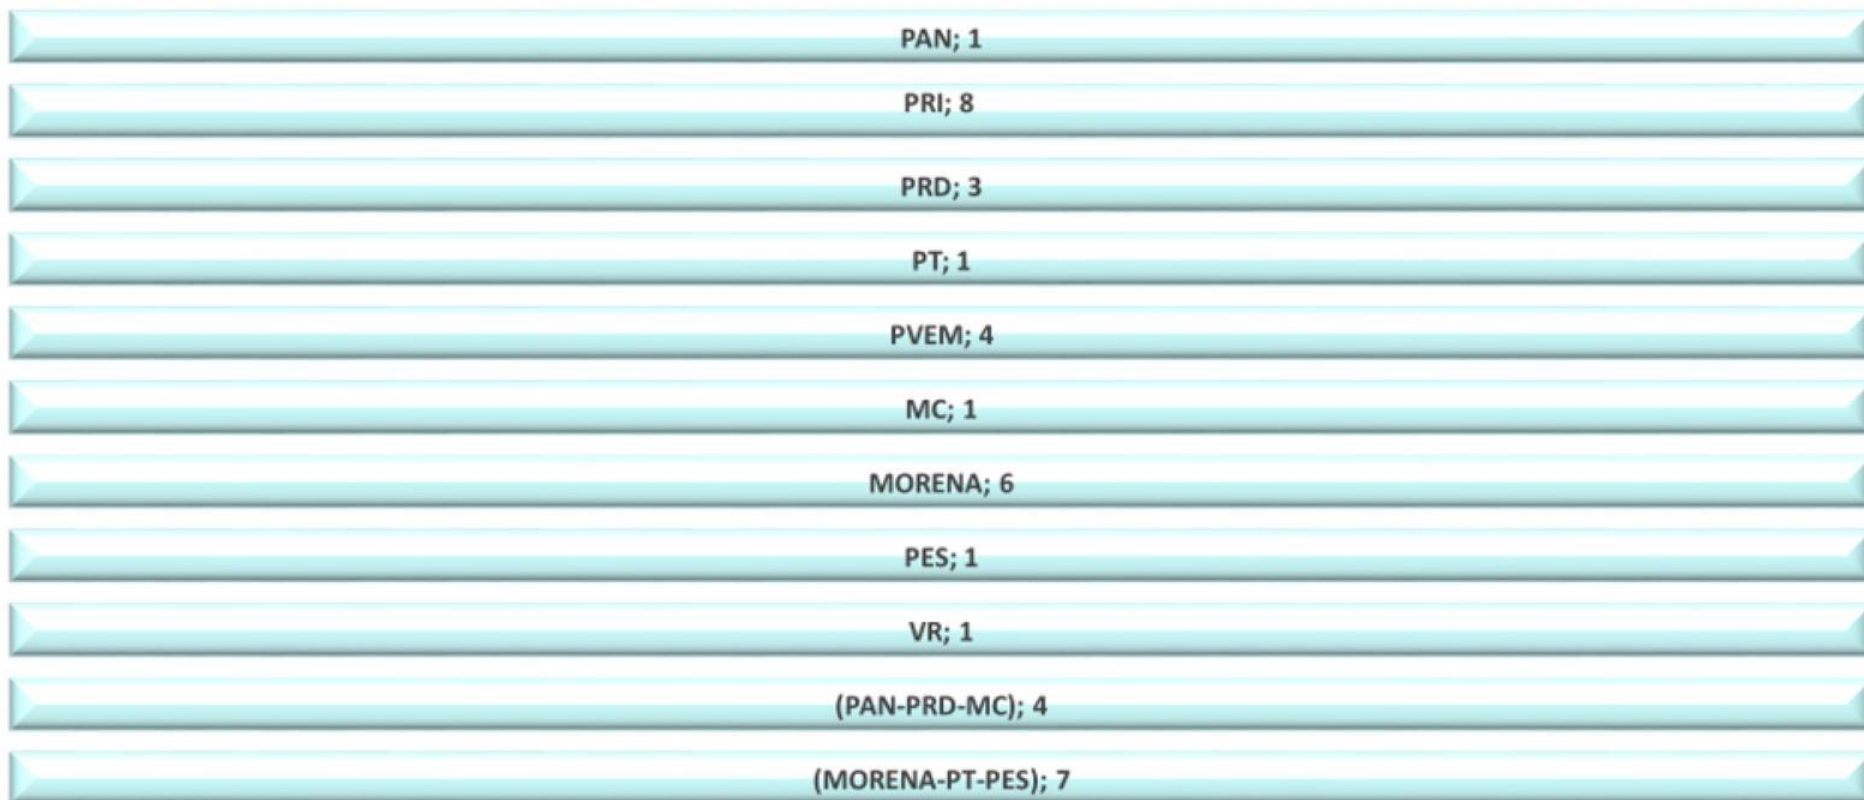 PAN; 1
PRI; 8
PRD; 3
PT; 1
PVEM; 4
MC; 1
MORENA; 6
PES; 1
VR; 1
(PAN-PRD-MC); 4
(MORENA-PT-PES); 7